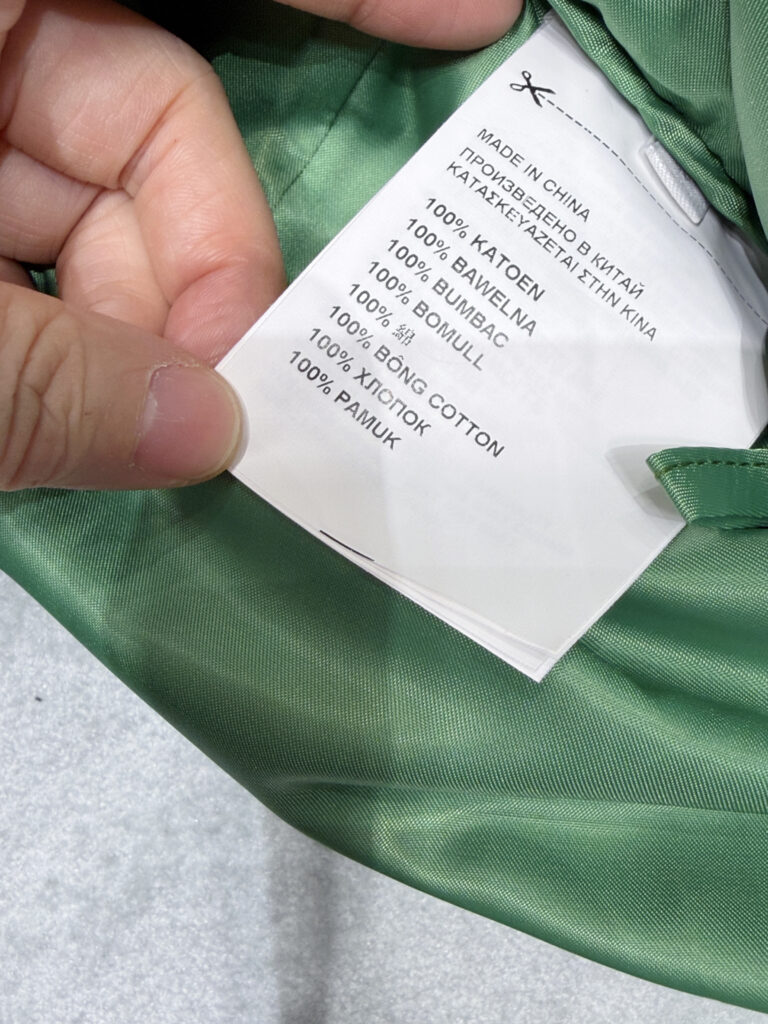 MADE IN CHINA
ПРОИЗВЕДЕНО В КИТАЙ
ΚΑΤΑΣΚΕΥΑΖΕΤΑΙ ΣΤΗΝ ΚΙΝΑ
100% KATOEN
100% BAWELNA
100% BUMBAC
100% BOMULL
100% 綿
100% BÔNG COTTON
100% ХЛОПОК
100% PAMUK